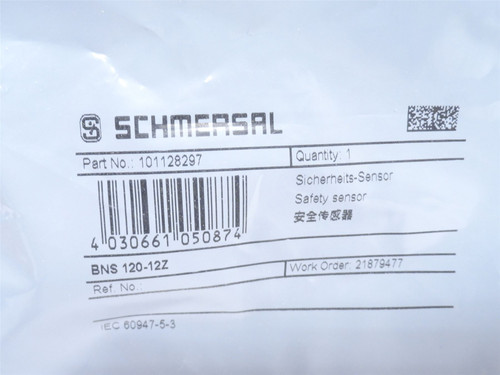 SCHMERSAL
Part No.: 101128297
Quantity: 1
Sicherheits-Sensor
Safety sensor
安全传感器
4 030661 050874
BNS 120-12Z
Work Order: 21879477
Ref. No.:
IEC 60947-5-3